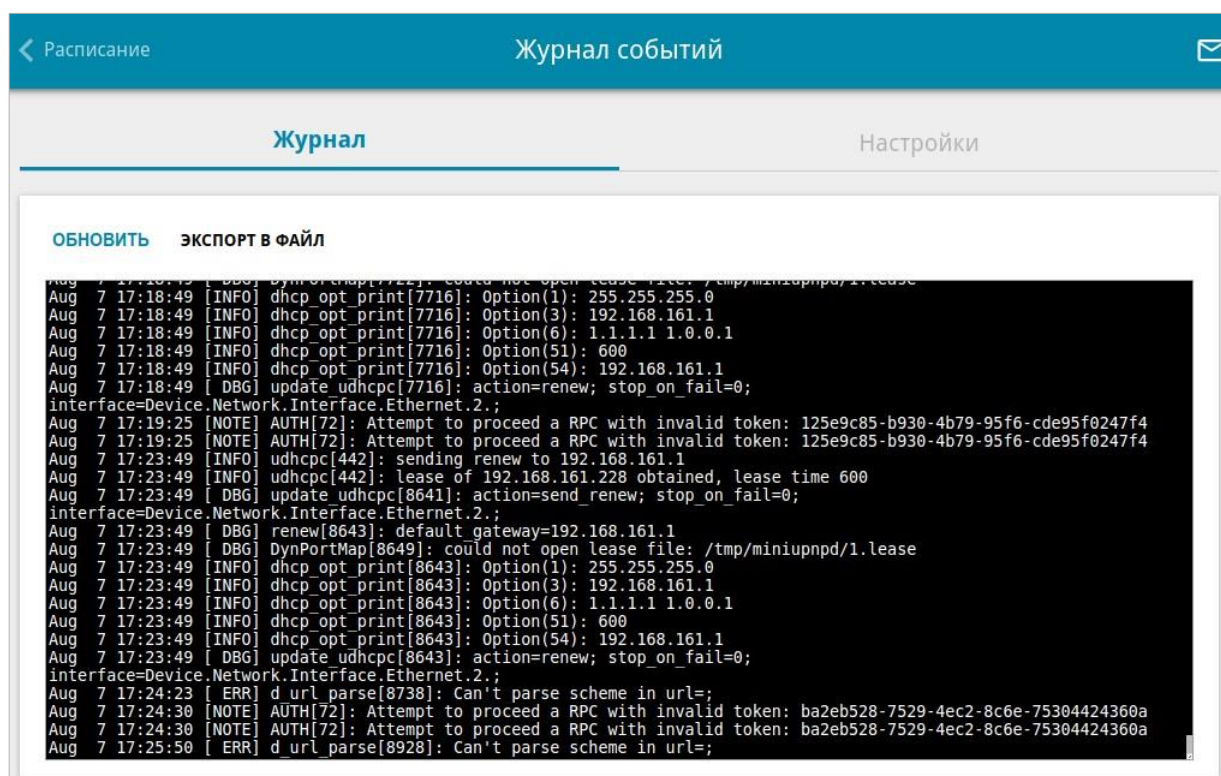 Расписание
Журнал событий
Журнал
Настройки
ОБНОВИТЬ ЭКСПОРТ В ФАЙЛ
Aug 7 17:18:49 [ DBG] DynPortMap[7722]: could not open lease file: /tmp/miniupnpd/1.lease
Aug 7 17:18:49 [INFO] dhcp_opt_print[7716]: Option(1): 255.255.255.0
Aug 7 17:18:49 [INFO] dhcp_opt_print[7716]: Option(3): 192.168.161.1
Aug 7 17:18:49 [INFO] dhcp_opt_print[7716]: Option(6): 1.1.1.1 1.0.0.1
Aug 7 17:18:49 [INFO] dhcp_opt_print[7716]: Option(51): 600
Aug 7 17:18:49 [INFO] dhcp_opt_print[7716]: Option(54): 192.168.161.1
Aug 7 17:18:49 [ DBG] update_udhcpc[7716]: action=renew; stop_on_fail=0;
interface=Device.Network.Interface.Ethernet.2.;
Aug 7 17:19:25 [NOTE] AUTH[72]: Attempt to proceed a RPC with invalid token: 125e9c85-b930-4b79-95f6-cde95f0247f4
Aug 7 17:19:25 [NOTE] AUTH[72]: Attempt to proceed a RPC with invalid token: 125e9c85-b930-4b79-95f6-cde95f0247f4
Aug 7 17:23:49 [INFO] udhcpc[442]: sending renew to 192.168.161.1
Aug 7 17:23:49 [INFO] udhcpc[442]: lease of 192.168.161.228 obtained, lease time 600
Aug 7 17:23:49 [ DBG] update_udhcpc[8641]: action=send_renew; stop_on_fail=0;
interface=Device.Network.Interface.Ethernet.2.;
Aug 7 17:23:49 [ DBG] renew[8643]: default_gateway=192.168.161.1
Aug 7 17:23:49 [ DBG] DynPortMap[8649]: could not open lease file: /tmp/miniupnpd/1.lease
Aug 7 17:23:49 [INFO] dhcp_opt_print[8643]: Option(1): 255.255.255.0
Aug 7 17:23:49 [INFO] dhcp_opt_print[8643]: Option(3): 192.168.161.1
Aug 7 17:23:49 [INFO] dhcp_opt_print[8643]: Option(6): 1.1.1.1 1.0.0.1
Aug 7 17:23:49 [INFO] dhcp_opt_print[8643]: Option(51): 600
Aug 7 17:23:49 [INFO] dhcp_opt_print[8643]: Option(54): 192.168.161.1
Aug 7 17:23:49 [ DBG] update_udhcpc[8643]: action=renew; stop_on_fail=0;
interface=Device.Network.Interface.Ethernet.2.;
Aug 7 17:24:23 [ ERR] d_url_parse[8738]: Can't parse scheme in url=;
Aug 7 17:24:30 [NOTE] AUTH[72]: Attempt to proceed a RPC with invalid token: ba2eb528-7529-4ec2-8c6e-75304424360a
Aug 7 17:24:30 [NOTE] AUTH[72]: Attempt to proceed a RPC with invalid token: ba2eb528-7529-4ec2-8c6e-75304424360a
Aug 7 17:25:50 [ ERR] d_url_parse[8928]: Can't parse scheme in url=;